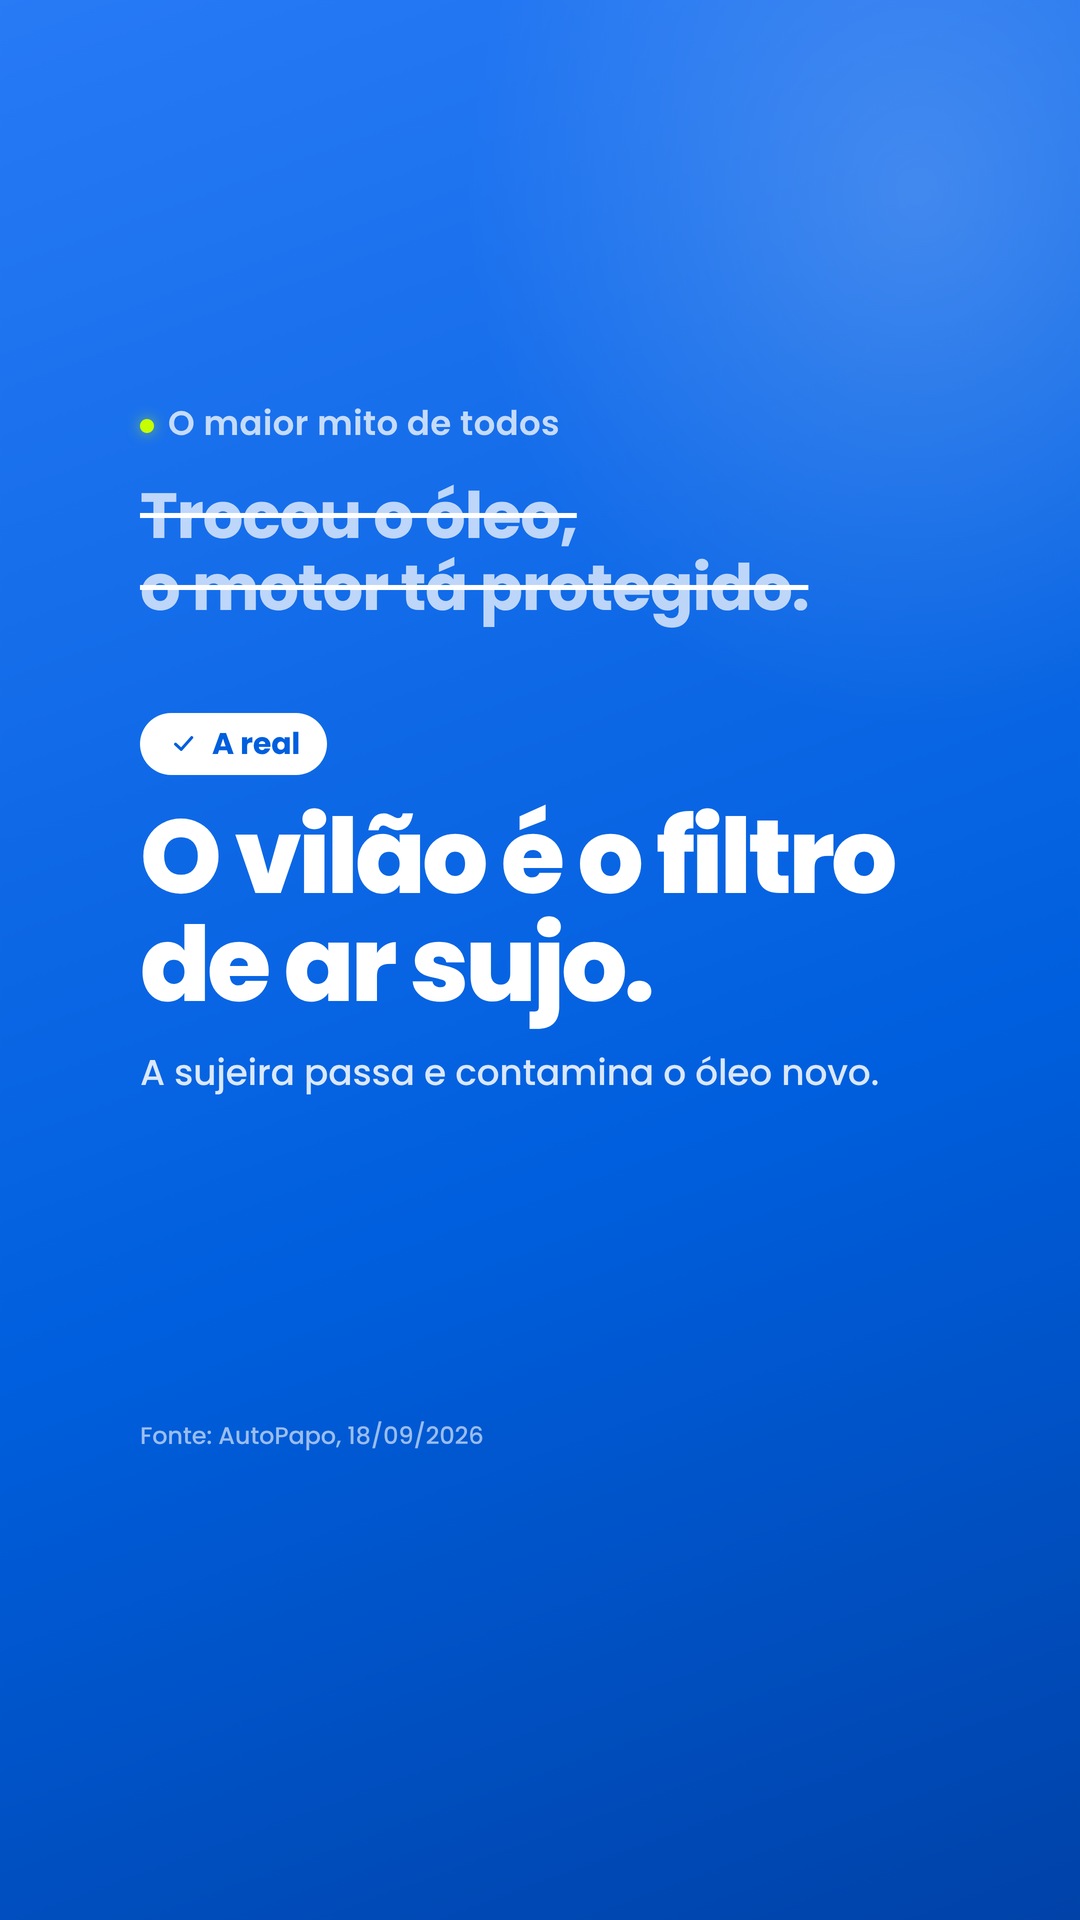 O maior mito de todos
Trocou o óleo,
o motor tá protegido.
A real
O vilão é o filtro
de ar sujo.
A sujeira passa e contamina o óleo novo.
Fonte: AutoPapo, 18/09/2026